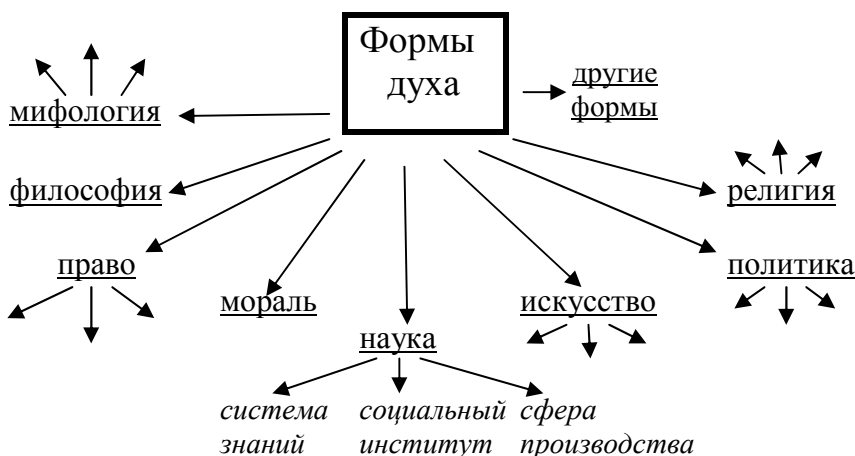 Формы
духа
другие
формы
мифология
философия
религия
право
политика
мораль
искусство
наука
система
знаний
социальный
институт
сфера
производства